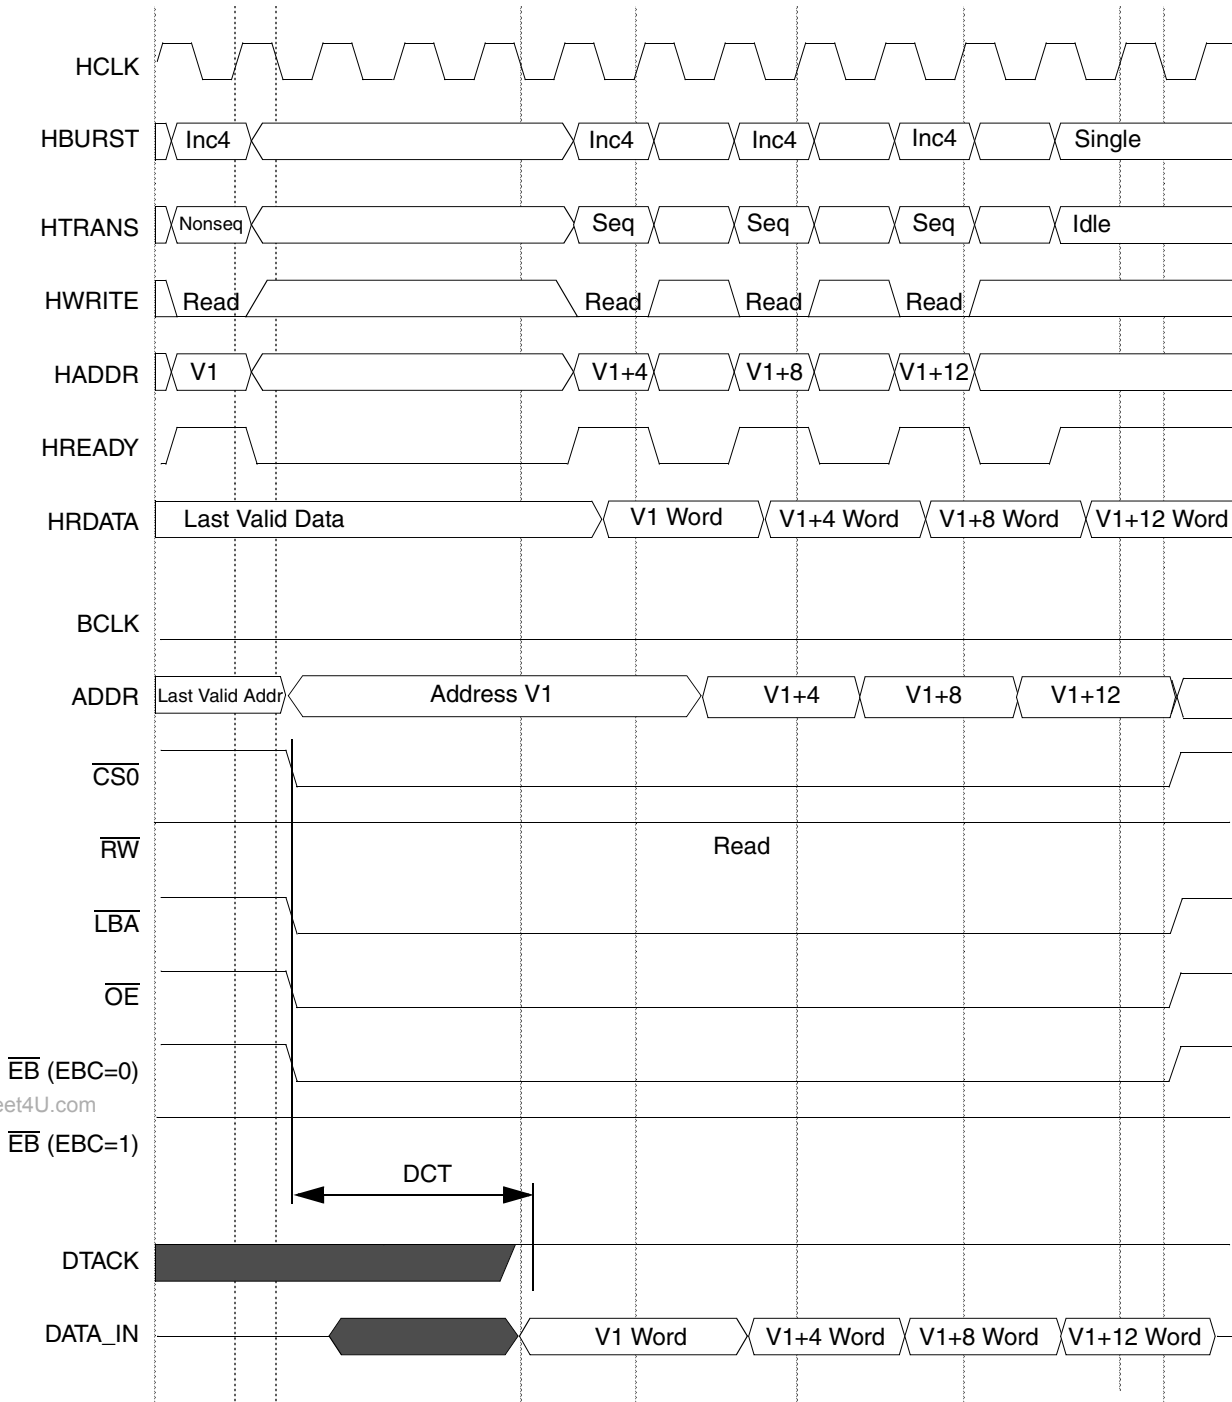 HCLK
HBURST Inc4 Inc4 Inc4 Inc4 Single
HTRANS Nonseq Seq Seq Seq Idle
HWRITE Read Read Read Read
HADDR V1 V1+4 V1+8 V1+12
HREADY
HRDATA Last Valid Data V1 Word V1+4 Word V1+8 Word V1+12 Word
BCLK
ADDR Last Valid Addr Address V1 V1+4 V1+8 V1+12
CS0
RW Read
LBA
OE
EB (EBC=0)
eet4U.com
EB (EBC=1)
DCT
DTACK
DATA_IN V1 Word V1+4 Word V1+8 Word V1+12 Word